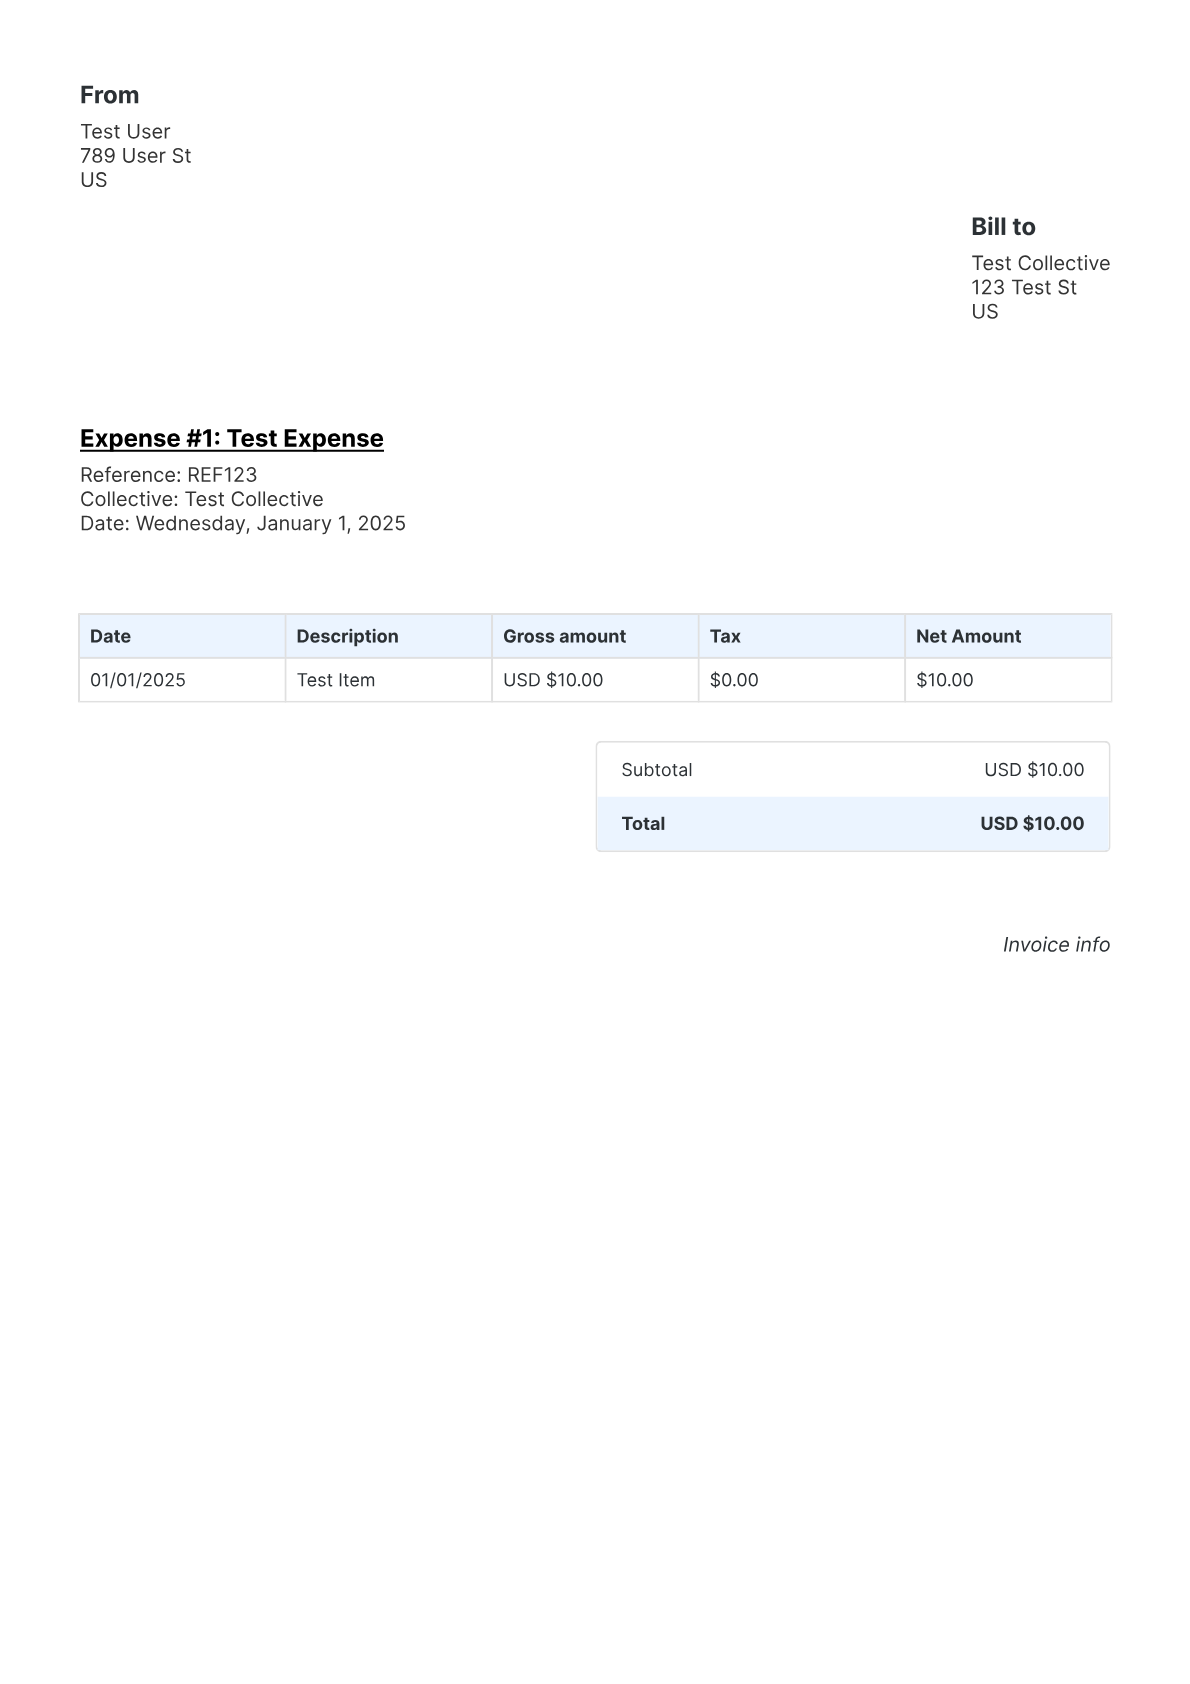 From
Test User
789 User St
US
Bill to
Test Collective
123 Test St
US
Expense #1: Test Expense
Reference: REF123
Collective: Test Collective
Date: Wednesday, January 1, 2025
Date Description Gross amount Tax Net Amount
01/01/2025 Test Item USD $10.00 $0.00 $10.00
Subtotal USD $10.00
Total USD $10.00
Invoice info